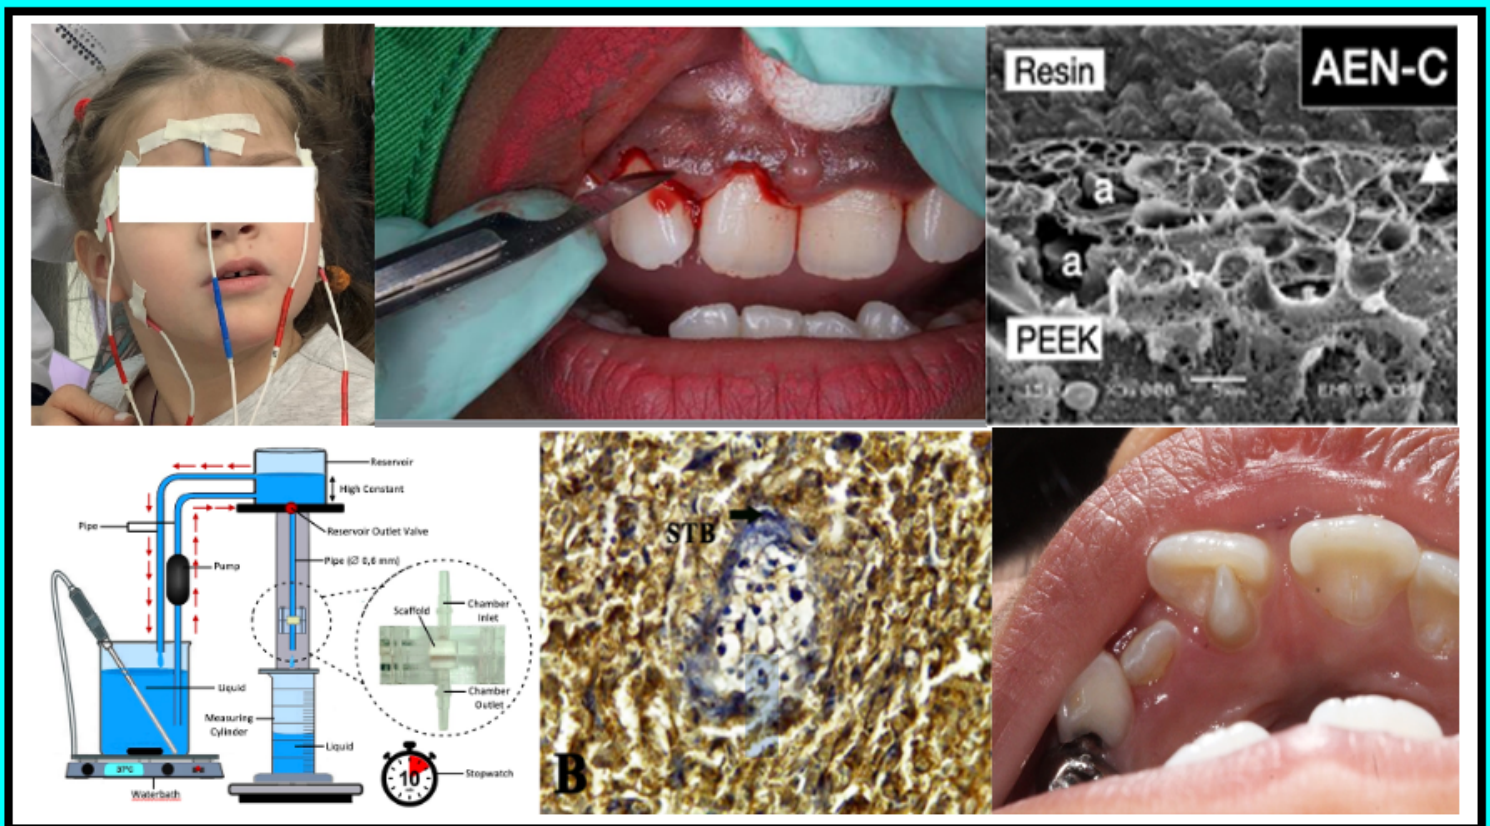 Resin
AEN-C
a
a
PEEK
Reservoir
High Constant
Reservoir Outlet Valve
Pipe
Pump
Pipe (Ø 0,6 mm)
Scaffold
Chamber
Inlet
Chamber
Outlet
Liquid
Measuring
Cylinder
Liquid
37°C
Waterbath
10
Stopwatch
STB
B